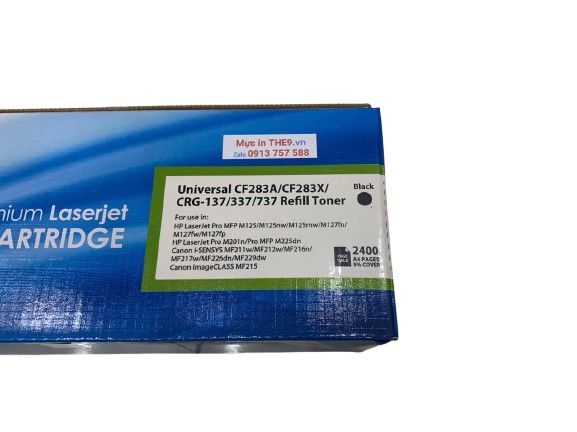 Mực in THE9.vn
Zalo 0913 757 588
Universal CF283A/CF283X/
CRG-137/337/737 Refill Toner
Black
For use in:
HP LaserJet Pro MFP M125/M125nw/M125rnw/M127fn/
M127fw/M127fp
HP LaserJet Pro M201n/Pro MFP M225dn
Canon i-SENSYS MF211w/MF212w/MF216n/
MF217w/MF226dn/MF229dw
Canon imageCLASS MF215
PAGE YIELD
2400
A4 PAGES
5% COVER
nium Laserjet
ARTRIDGE